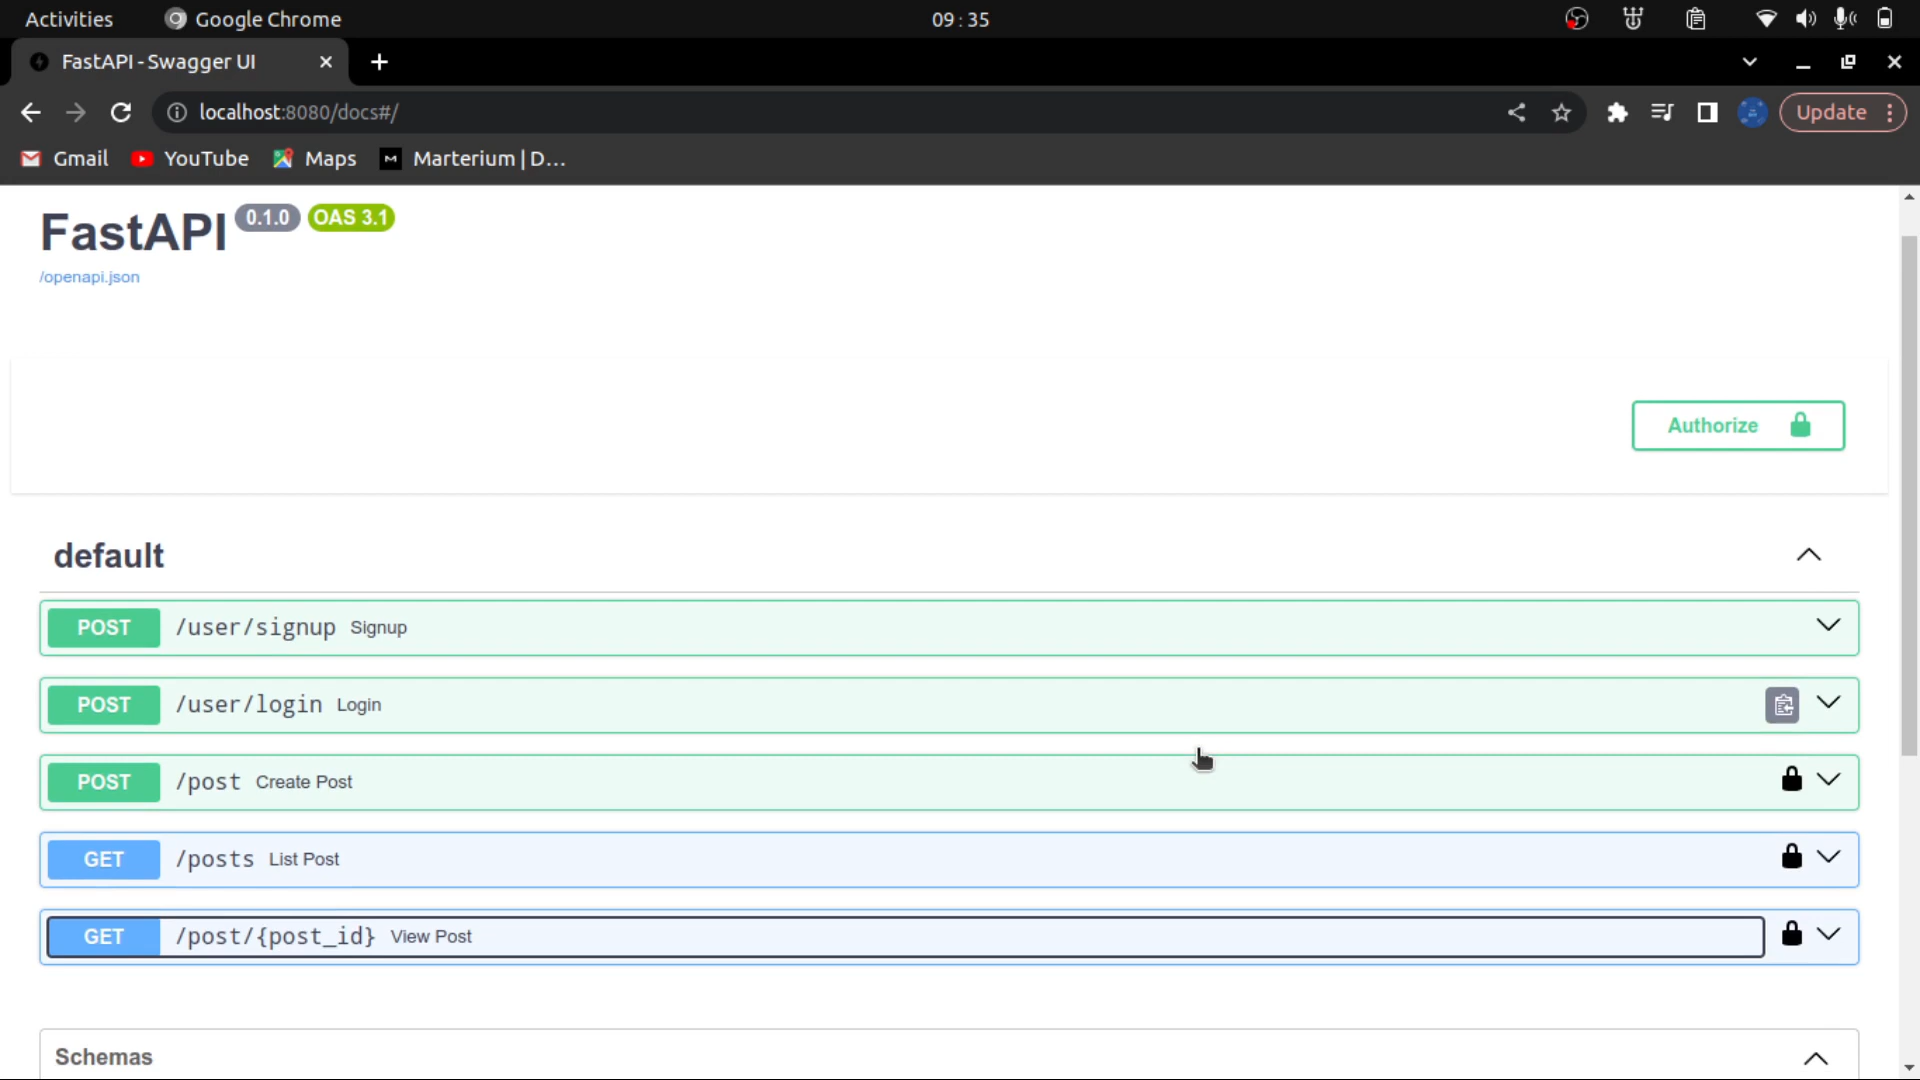 Activities Google Chrome 09:35
FastAPI - Swagger UI
localhost:8080/docs#/ Update
Gmail YouTube Maps Marterium | D...
FastAPI 0.1.0 OAS 3.1
/openapi.json
Authorize
default
POST /user/signup Signup
POST /user/login Login
POST /post Create Post
GET /posts List Post
GET /post/{post_id} View Post
Schemas